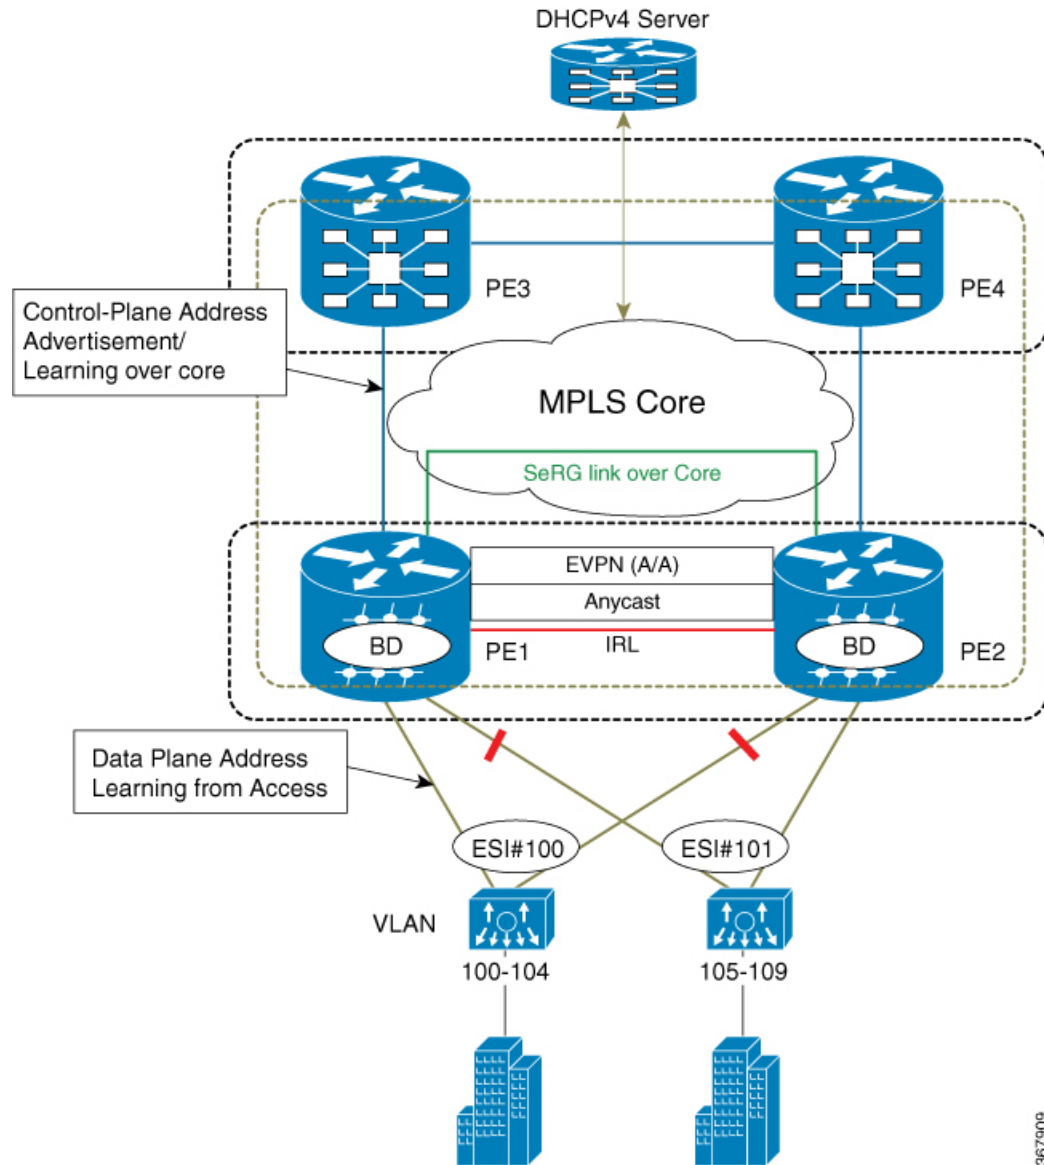 DHCPv4 Server
PE3
PE4
Control-Plane Address
Advertisement/
Learning over core
MPLS Core
SeRG link over Core
EVPN (A/A)
Anycast
IRL
BD
PE1
BD
PE2
Data Plane Address
Learning from Access
ESI#100
ESI#101
VLAN
100-104
105-109
367909